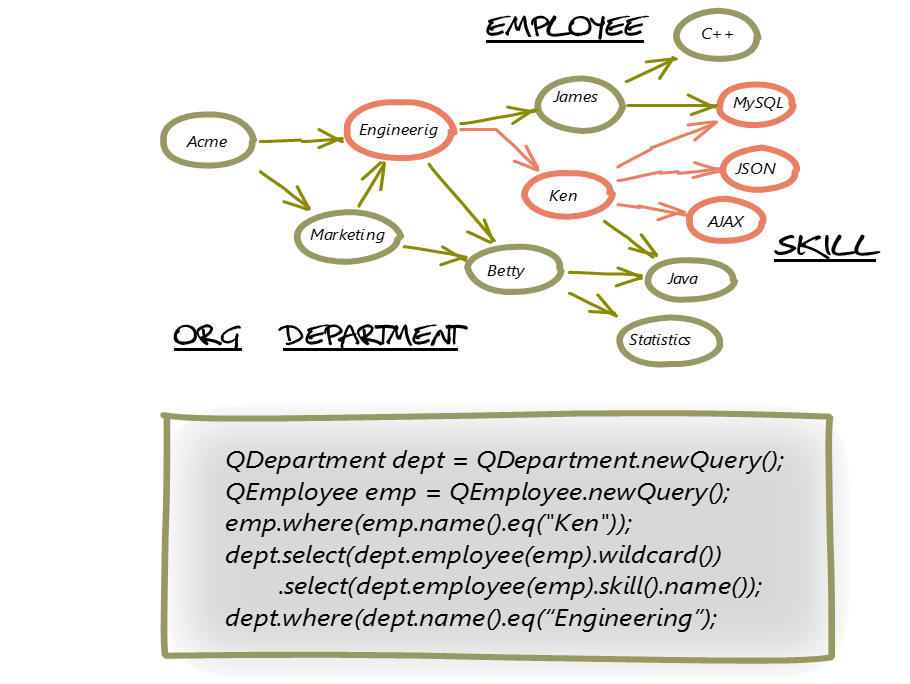 EMPLOYEE
C++
James
MySQL
Engineerig
Acme
JSON
Ken
AJAX
Marketing
SKILL
Betty
Java
ORG DEPARTMENT
Statistics
QDepartment dept = QDepartment.newQuery();
QEmployee emp = QEmployee.newQuery();
emp.where(emp.name().eq("Ken"));
dept.select(dept.employee(emp).wildcard())
.select(dept.employee(emp).skill().name());
dept.where(dept.name().eq(“Engineering”);